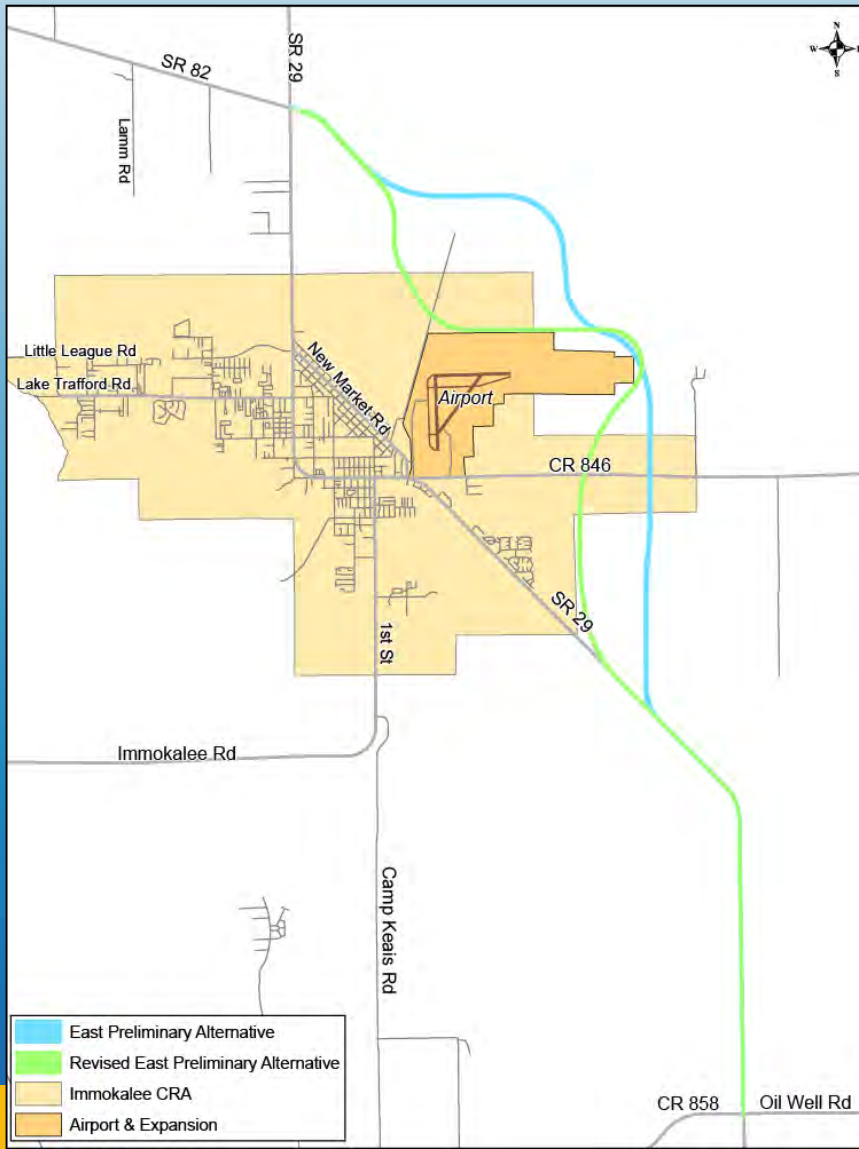 N
W
E
S
SR 82
SR 29
Lamm Rd
Little League Rd
Lake Trafford Rd
New Market Rd
Airport
CR 846
SR 29
1st St
Immokalee Rd
Camp Keais Rd
CR 858
Oil Well Rd
East Preliminary Alternative
Revised East Preliminary Alternative
Immokalee CRA
Airport & Expansion